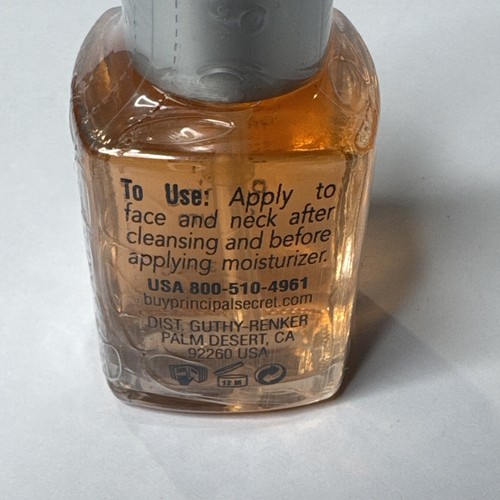 To Use: Apply to
face and neck after
cleansing and before
applying moisturizer.
USA 800-510-4961
buyprincipalsecret.com
DIST. GUTHY-RENKER
PALM DESERT, CA
92260 USA
12 M